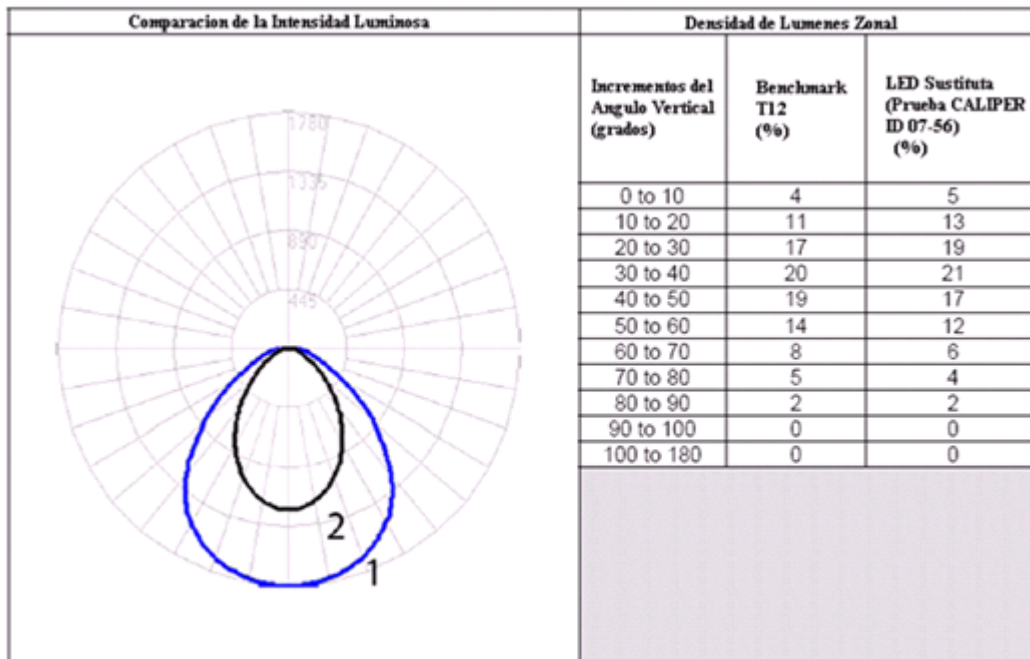 Comparacion de la Intensidad Luminosa
Densidad de Lumenes Zonal
1780
1335
890
445
2
1
Incrementos del
Angulo Vertical
(grados)
Benchmark
T12
(%)
LED Sustituta
(Prueba CALIPER
ID 07-56)
(%)
0 to 10 4 5
10 to 20 11 13
20 to 30 17 19
30 to 40 20 21
40 to 50 19 17
50 to 60 14 12
60 to 70 8 6
70 to 80 5 4
80 to 90 2 2
90 to 100 0 0
100 to 180 0 0